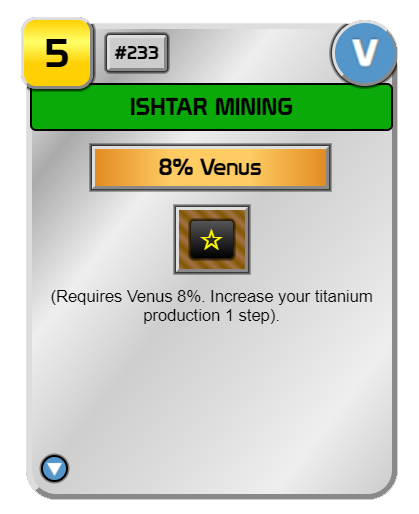 5
#233
V
ISHTAR MINING
8% Venus
(Requires Venus 8%. Increase your titanium
production 1 step).